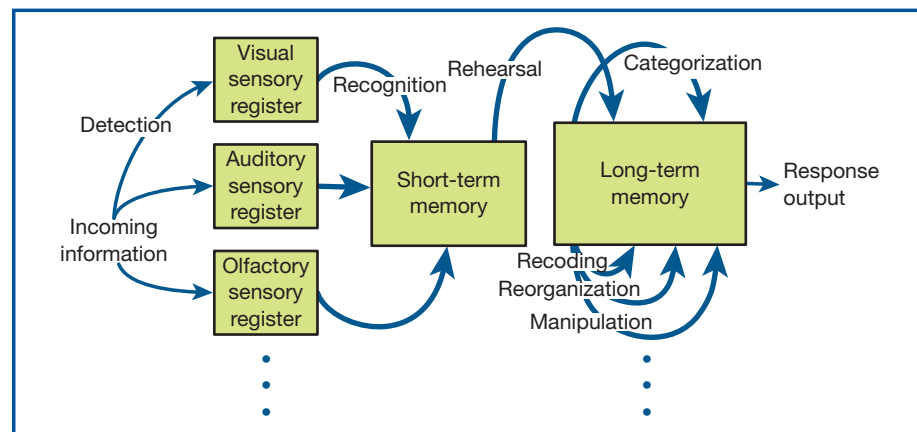 Visual
sensory
register
Detection
Recognition
Rehearsal
Categorization
Auditory
sensory
register
Short-term
memory
Long-term
memory
Response
output
Incoming
information
Olfactory
sensory
register
Recoding
Reorganization
Manipulation